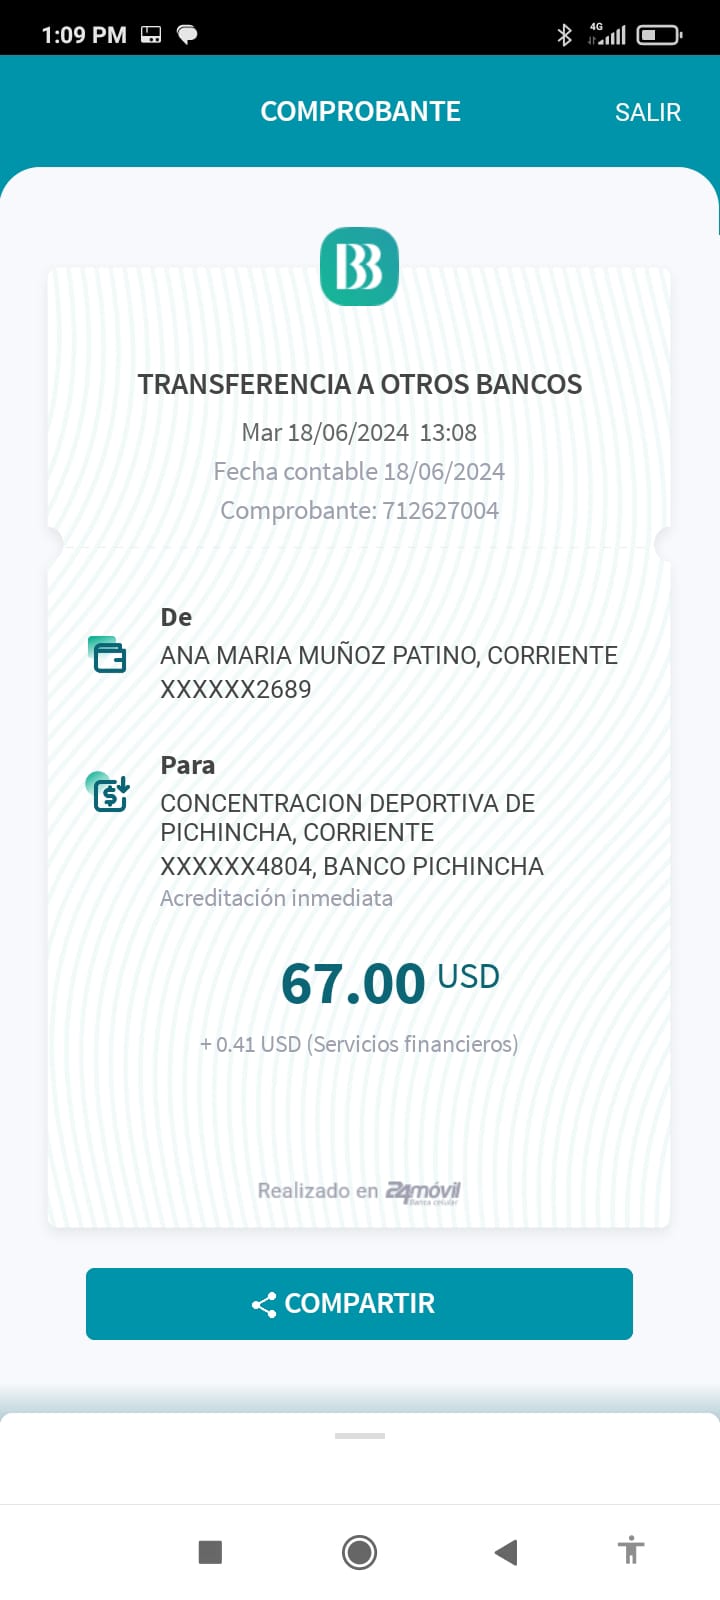 1:09 PM
4G
COMPROBANTE
SALIR
BB
TRANSFERENCIA A OTROS BANCOS
Mar 18/06/2024 13:08
Fecha contable 18/06/2024
Comprobante: 712627004
De
ANA MARIA MUÑOZ PATINO, CORRIENTE
XXXXXX2689
Para
CONCENTRACION DEPORTIVA DE
PICHINCHA, CORRIENTE
XXXXXX4804, BANCO PICHINCHA
Acreditación inmediata
67.00 USD
+ 0.41 USD (Servicios financieros)
Realizado en 24móvil
Banca celular
COMPARTIR